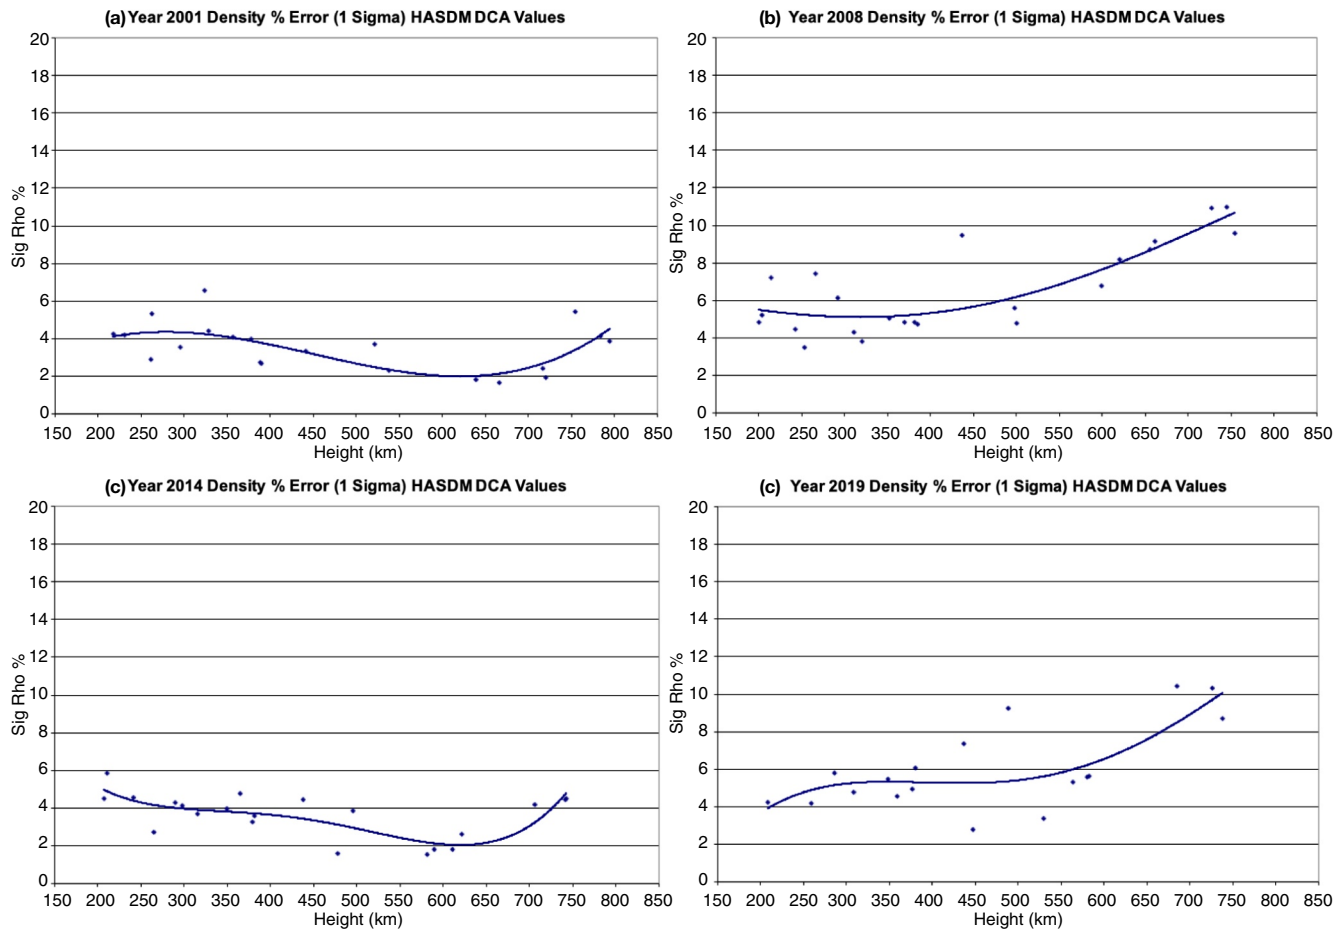 (a) Year 2001 Density % Error (1 Sigma) HASDM DCA Values
20
18
16
14
12
10
8
6
4
2
0
Sig Rho %
150 200 250 300 350 400 450 500 550 600 650 700 750 800 850
Height (km)
(b) Year 2008 Density % Error (1 Sigma) HASDM DCA Values
20
18
16
14
12
10
8
6
4
2
0
Sig Rho %
150 200 250 300 350 400 450 500 550 600 650 700 750 800 850
Height (km)
(c) Year 2014 Density % Error (1 Sigma) HASDM DCA Values
20
18
16
14
12
10
8
6
4
2
0
Sig Rho %
150 200 250 300 350 400 450 500 550 600 650 700 750 800 850
Height (km)
(c) Year 2019 Density % Error (1 Sigma) HASDM DCA Values
20
18
16
14
12
10
8
6
4
2
0
Sig Rho %
150 200 250 300 350 400 450 500 550 600 650 700 750 800 850
Height (km)